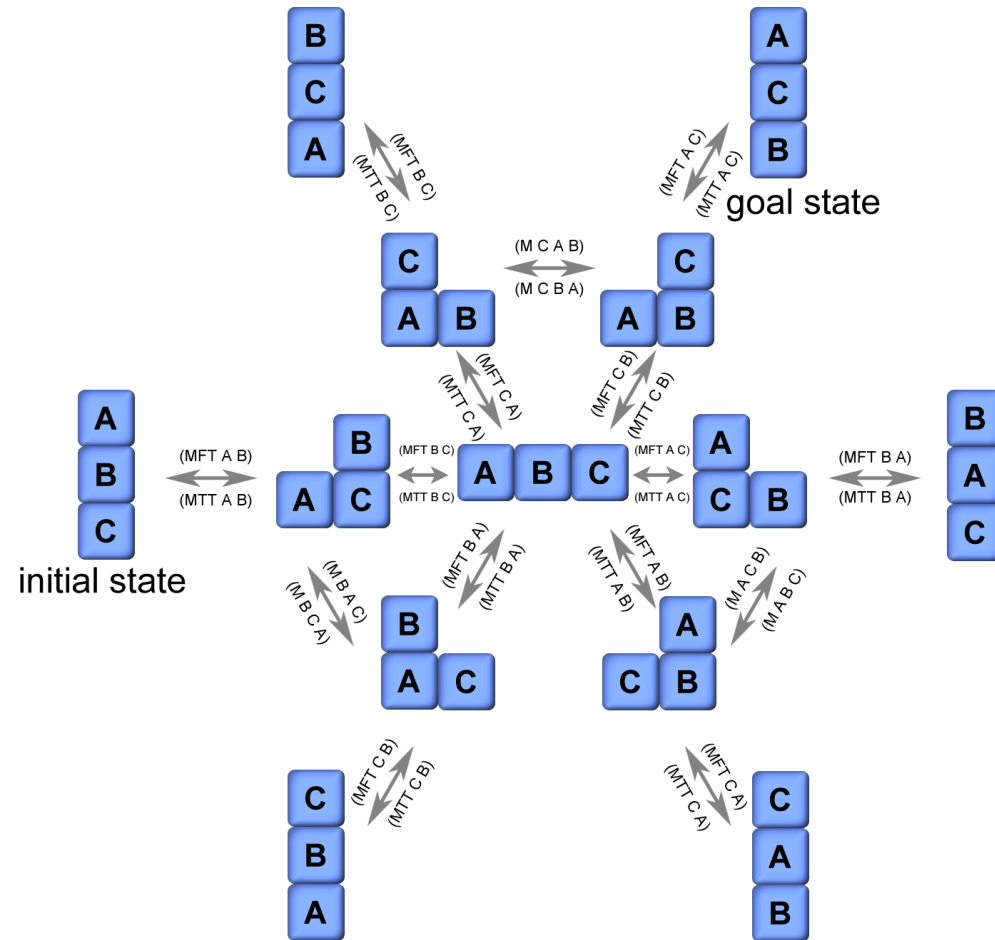 B
A
C
C
A
B
(MFT B C)
(MTT B C)
(MFT A C)
(MTT A C)
goal state
C
A B
(M C A B)
(M C B A)
C
A B
(MFT C A)
(MTT C A)
(MFT C B)
(MTT C B)
A
B
C
initial state
(MFT A B)
(MTT A B)
B
A C
(MFT B C)
(MTT B C)
A B C
(MFT A C)
(MTT A C)
A
C B
(MFT B A)
(MTT B A)
B
A
C
(M B A C)
(M B C A)
(MFT B A)
(MTT B A)
(MFT A B)
(MTT A B)
(M A C B)
(M A B C)
B
A C
A
C B
(MFT C B)
(MTT C B)
(MFT C A)
(MTT C A)
C
B
A
C
A
B